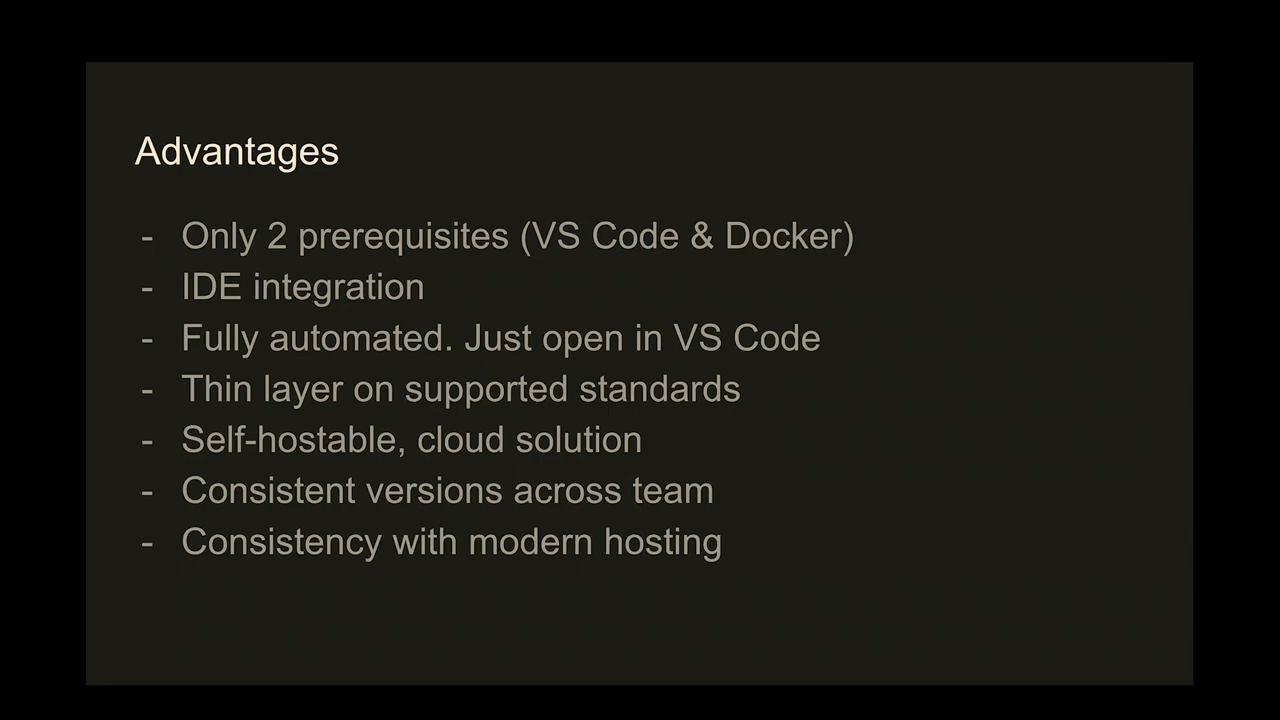 Advantages
- Only 2 prerequisites (VS Code & Docker)
- IDE integration
- Fully automated. Just open in VS Code
- Thin layer on supported standards
- Self-hostable, cloud solution
- Consistent versions across team
- Consistency with modern hosting